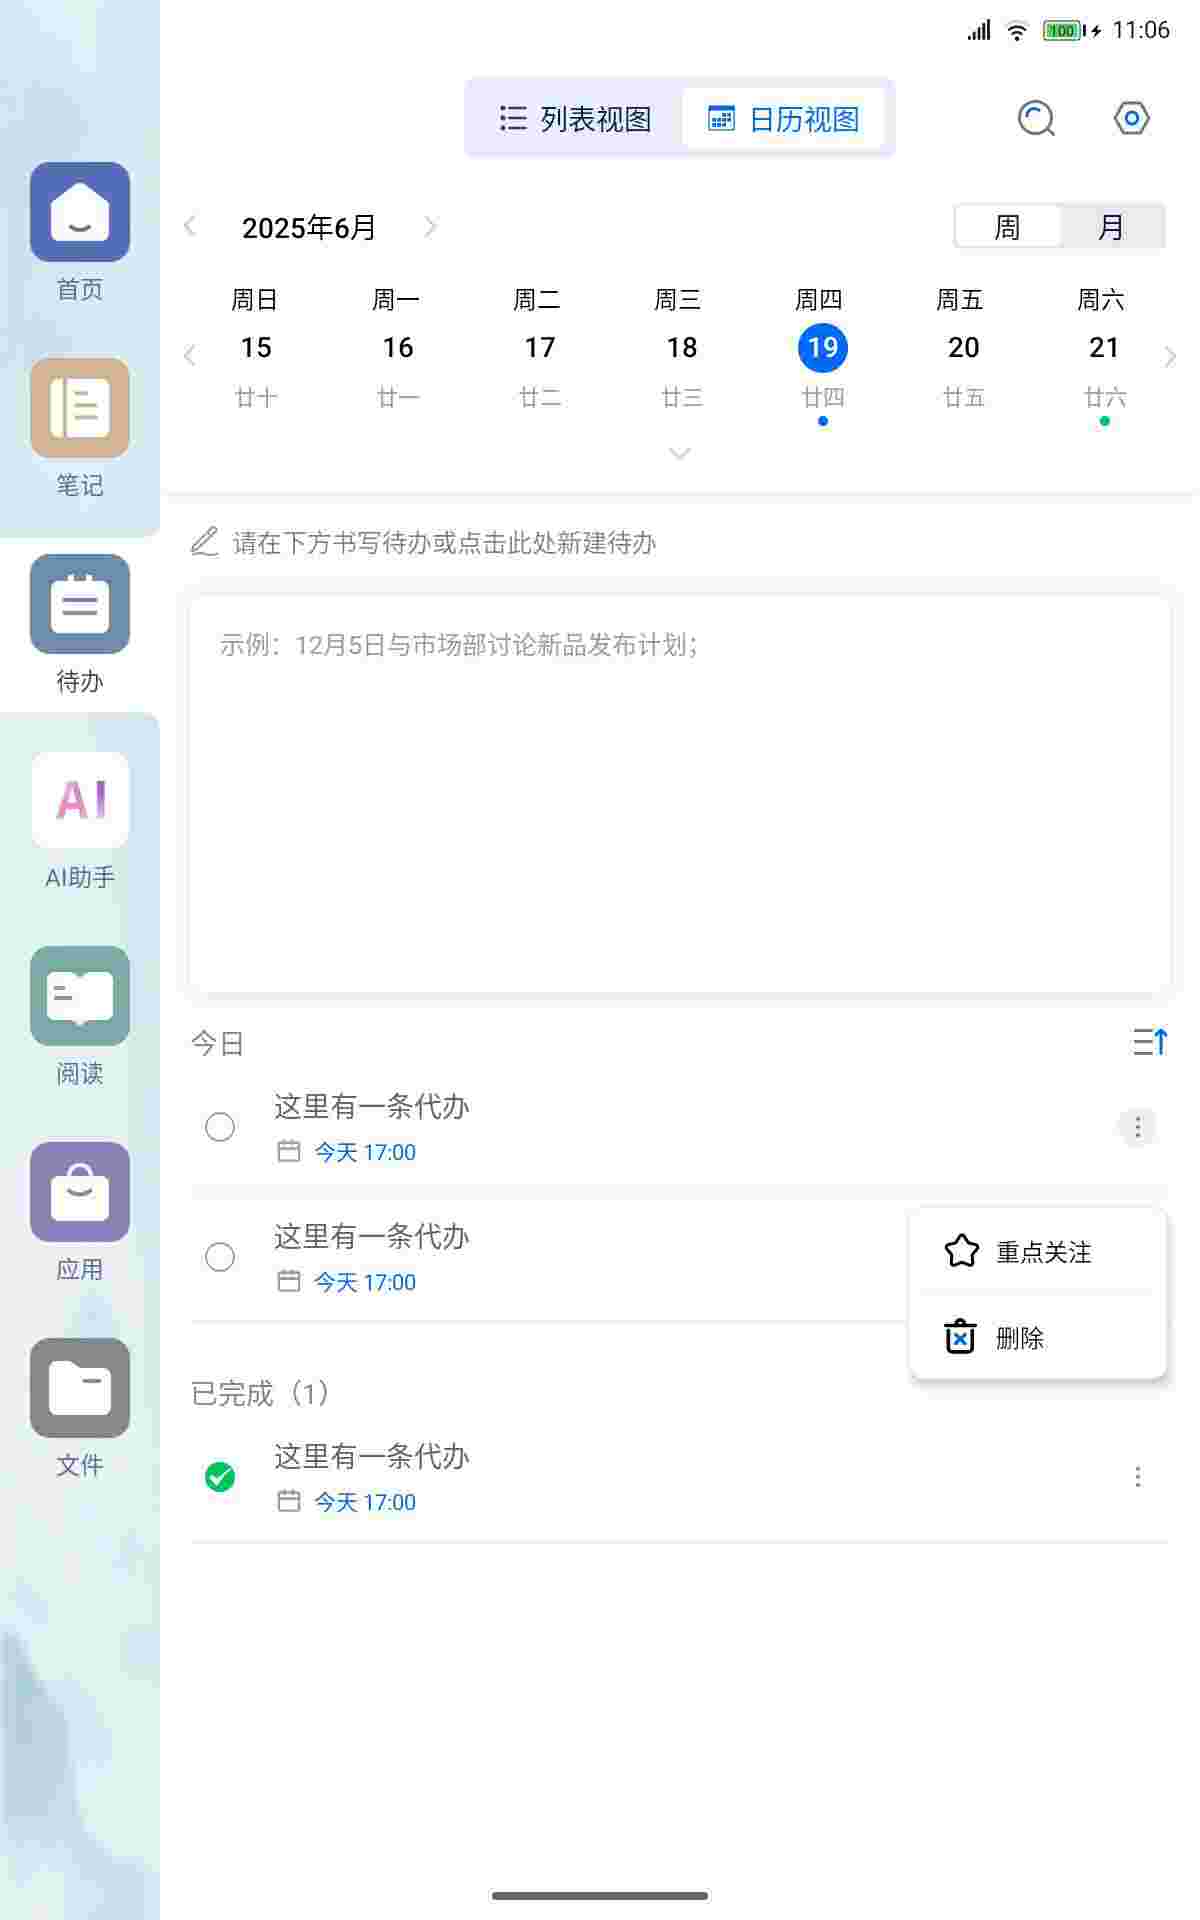 100 11:06
列表视图 日历视图
首页
笔记
待办
AI
AI助手
阅读
应用
文件
2025年6月
周 月
周日 周一 周二 周三 周四 周五 周六
15 16 17 18 19 20 21
廿十 廿一 廿二 廿三 廿四 廿五 廿六
请在下方书写待办或点击此处新建待办
示例：12月5日与市场部讨论新品发布计划；
今日
这里有一条代办
今天 17:00
这里有一条代办
今天 17:00
重点关注
删除
已完成（1）
这里有一条代办
今天 17:00